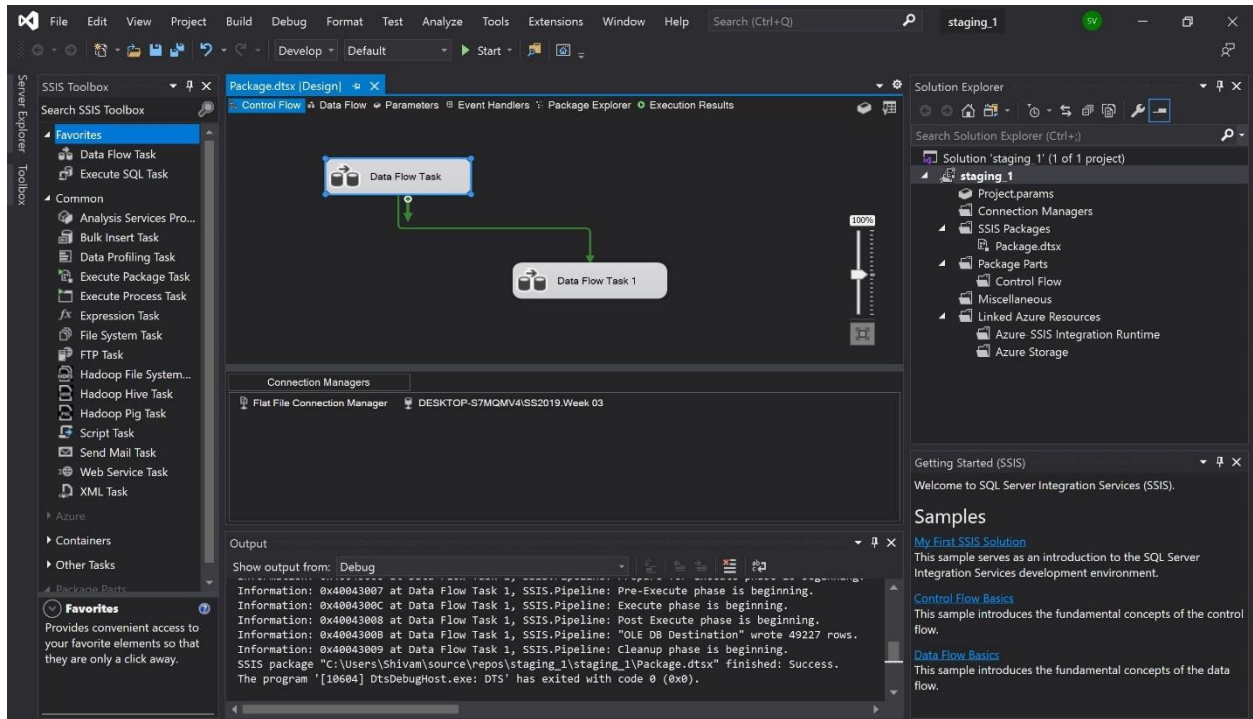 File Edit View Project Build Debug Format Test Analyze Tools Extensions Window Help Search (Ctrl+Q) staging_1 SV
Develop Default Start
Server Explorer
Toolbox
SSIS Toolbox
Search SSIS Toolbox
Favorites
Data Flow Task
Execute SQL Task
Common
Analysis Services Pro...
Bulk Insert Task
Data Profiling Task
Execute Package Task
Execute Process Task
Expression Task
File System Task
FTP Task
Hadoop File System...
Hadoop Hive Task
Hadoop Pig Task
Script Task
Send Mail Task
Web Service Task
XML Task
Azure
Containers
Other Tasks
Package Parts
Favorites
Provides convenient access to
your favorite elements so that
they are only a click away.
Package.dtsx [Design]
Control Flow Data Flow Parameters Event Handlers Package Explorer Execution Results
Data Flow Task
Data Flow Task 1
100%
Connection Managers
Flat File Connection Manager DESKTOP-S7MQMV4\SS2019.Week 03
Output
Show output from: Debug
Information: 0x40043007 at Data Flow Task 1, SSIS.Pipeline: Pre-Execute phase is beginning.
Information: 0x4004300C at Data Flow Task 1, SSIS.Pipeline: Execute phase is beginning.
Information: 0x40043008 at Data Flow Task 1, SSIS.Pipeline: Post Execute phase is beginning.
Information: 0x4004300B at Data Flow Task 1, SSIS.Pipeline: "OLE DB Destination" wrote 49227 rows.
Information: 0x40043009 at Data Flow Task 1, SSIS.Pipeline: Cleanup phase is beginning.
SSIS package "C:\Users\Shivam\source\repos\staging_1\staging_1\Package.dtsx" finished: Success.
The program '[10604] DtsDebugHost.exe: DTS' has exited with code 0 (0x0).
Solution Explorer
Search Solution Explorer (Ctrl+;)
Solution 'staging_1' (1 of 1 project)
staging_1
Project.params
Connection Managers
SSIS Packages
Package.dtsx
Package Parts
Control Flow
Miscellaneous
Linked Azure Resources
Azure-SSIS Integration Runtime
Azure Storage
Getting Started (SSIS)
Welcome to SQL Server Integration Services (SSIS).
Samples
My First SSIS Solution
This sample serves as an introduction to the SQL Server
Integration Services development environment.
Control Flow Basics
This sample introduces the fundamental concepts of the control
flow.
Data Flow Basics
This sample introduces the fundamental concepts of the data
flow.